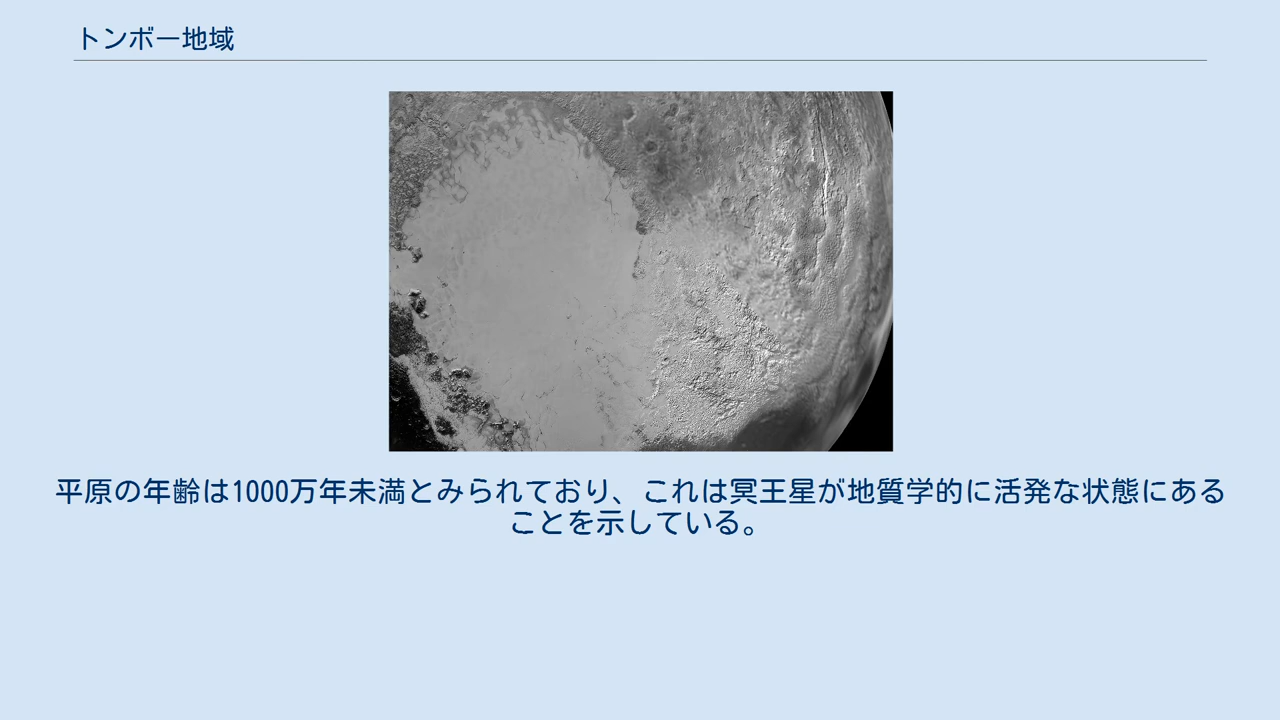 トンボー地域
平原の年齢は1000万年未満とみられており、これは冥王星が地質学的に活発な状態にある
ことを示している。